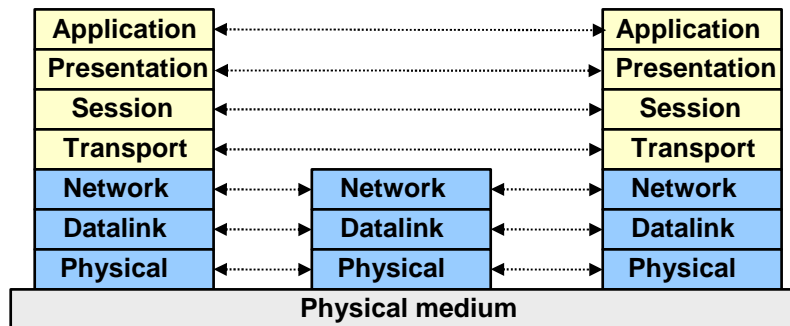 Application Application
Presentation Presentation
Session Session
Transport Transport
Network Network Network
Datalink Datalink Datalink
Physical Physical Physical
Physical medium